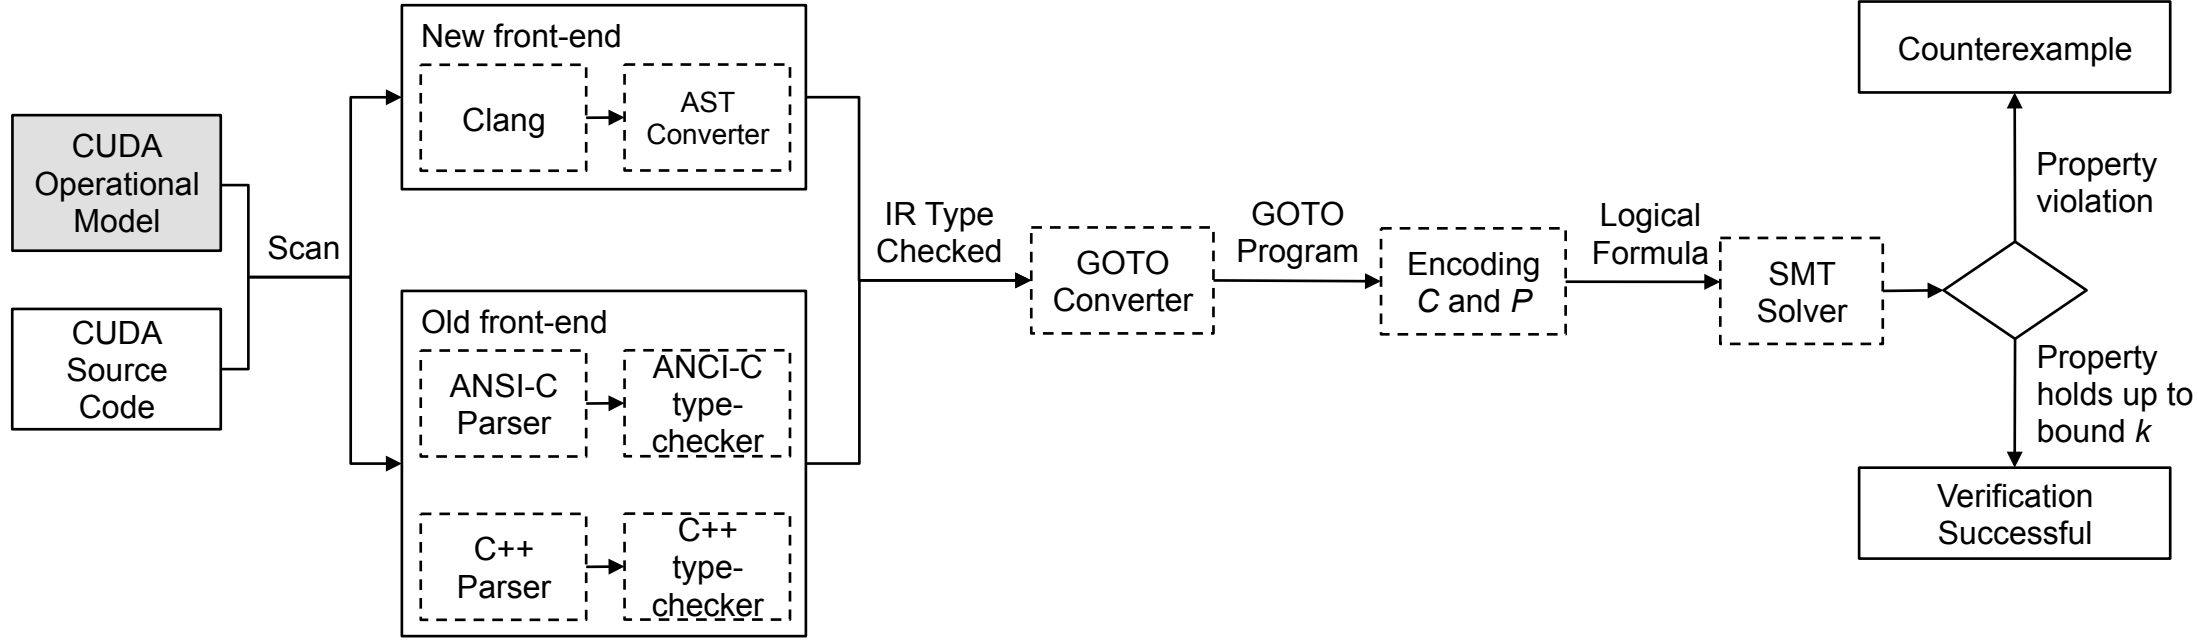 CUDA
Operational
Model
CUDA
Source
Code
Scan
New front-end
Clang
AST
Converter
Old front-end
ANSI-C
Parser
ANCI-C
type-
checker
C++
Parser
C++
type-
checker
IR Type
Checked
GOTO
Converter
GOTO
Program
Encoding
C and P
Logical
Formula
SMT
Solver
Counterexample
Property
violation
Property
holds up to
bound k
Verification
Successful